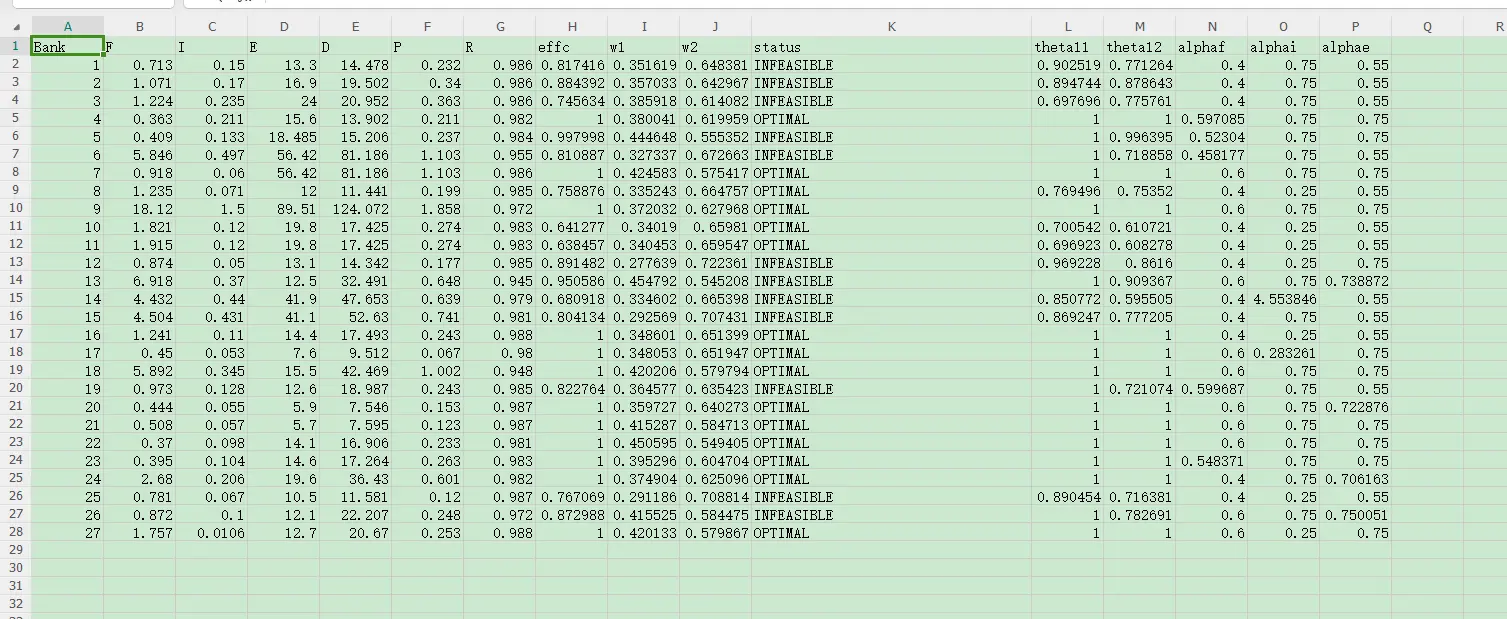 A B C D E F G H I J K L M N O P Q R
1 Bank F I E D P R effc w1 w2 status theta11 theta12 alphaf alphai alphae
2 1 0.713 0.15 13.3 14.478 0.232 0.986 0.817416 0.351619 0.648381 INFEASIBLE 0.902519 0.771264 0.4 0.75 0.55
3 2 1.071 0.17 16.9 19.502 0.34 0.986 0.884392 0.357033 0.642967 INFEASIBLE 0.894744 0.878643 0.4 0.75 0.55
4 3 1.224 0.235 24 20.952 0.363 0.986 0.745634 0.385918 0.614082 INFEASIBLE 0.697696 0.775761 0.4 0.75 0.55
5 4 0.363 0.211 15.6 13.902 0.211 0.982 1 0.380041 0.619959 OPTIMAL 1 1 0.597085 0.75 0.75
6 5 0.409 0.133 18.485 15.206 0.237 0.984 0.997998 0.444648 0.555352 INFEASIBLE 1 0.996395 0.52304 0.75 0.75
7 6 5.846 0.497 56.42 81.186 1.103 0.955 0.810887 0.327337 0.672663 INFEASIBLE 1 0.718858 0.458177 0.75 0.55
8 7 0.918 0.06 56.42 81.186 1.103 0.986 1 0.424583 0.575417 OPTIMAL 1 1 0.6 0.75 0.75
9 8 1.235 0.071 12 11.441 0.199 0.985 0.758876 0.335243 0.664757 INFEASIBLE 0.769496 0.75352 0.4 0.25 0.55
10 9 18.12 1.5 89.51 124.072 1.858 0.972 1 0.372032 0.627968 OPTIMAL 1 1 0.6 0.75 0.75
11 10 1.821 0.12 19.8 17.425 0.274 0.983 0.641277 0.34019 0.65981 OPTIMAL 0.700542 0.610721 0.4 0.25 0.55
12 11 1.915 0.12 19.8 17.425 0.274 0.983 0.638457 0.340453 0.659547 OPTIMAL 0.696923 0.608278 0.4 0.25 0.55
13 12 0.874 0.05 13.1 14.342 0.177 0.985 0.891482 0.277639 0.722361 INFEASIBLE 0.969228 0.8616 0.4 0.25 0.75
14 13 6.918 0.37 12.5 32.491 0.648 0.945 0.950586 0.454792 0.545208 INFEASIBLE 1 0.909367 0.6 0.75 0.738872
15 14 4.432 0.44 41.9 47.653 0.639 0.979 0.680918 0.334602 0.665398 INFEASIBLE 0.850772 0.595505 0.4 4.553846 0.55
16 15 4.504 0.431 41.1 52.63 0.741 0.981 0.804134 0.292569 0.707431 INFEASIBLE 0.869247 0.777205 0.4 0.75 0.55
17 16 1.241 0.11 14.4 17.493 0.243 0.988 1 0.348601 0.651399 OPTIMAL 1 1 0.4 0.25 0.55
18 17 0.45 0.053 7.6 9.512 0.067 0.98 1 0.348053 0.651947 OPTIMAL 1 1 0.6 0.283261 0.75
19 18 5.892 0.345 15.5 42.469 1.002 0.948 1 0.420206 0.579794 OPTIMAL 1 1 0.6 0.75 0.75
20 19 0.973 0.128 12.6 18.987 0.243 0.985 0.822764 0.364577 0.635423 INFEASIBLE 1 0.721074 0.599687 0.75 0.55
21 20 0.444 0.055 5.9 7.546 0.153 0.987 1 0.359727 0.640273 OPTIMAL 1 1 0.6 0.75 0.722876
22 21 0.508 0.057 5.7 7.595 0.123 0.987 1 0.415287 0.584713 OPTIMAL 1 1 0.6 0.75 0.75
23 22 0.37 0.098 14.1 16.906 0.233 0.981 1 0.450595 0.549405 OPTIMAL 1 1 0.6 0.75 0.75
24 23 0.395 0.104 14.6 17.264 0.263 0.983 1 0.395296 0.604704 OPTIMAL 1 1 0.548371 0.75 0.75
25 24 2.68 0.206 19.6 36.43 0.601 0.982 1 0.374904 0.625096 OPTIMAL 1 1 0.4 0.75 0.706163
26 25 0.781 0.067 10.5 11.581 0.12 0.987 0.767069 0.291186 0.708814 INFEASIBLE 0.890454 0.716381 0.4 0.25 0.55
27 26 0.872 0.1 12.1 22.207 0.248 0.972 0.872988 0.415525 0.584475 INFEASIBLE 1 0.782691 0.6 0.75 0.750051
28 27 1.757 0.0106 12.7 20.67 0.253 0.988 1 0.420133 0.579867 OPTIMAL 1 1 0.6 0.25 0.75
29
30
31
32